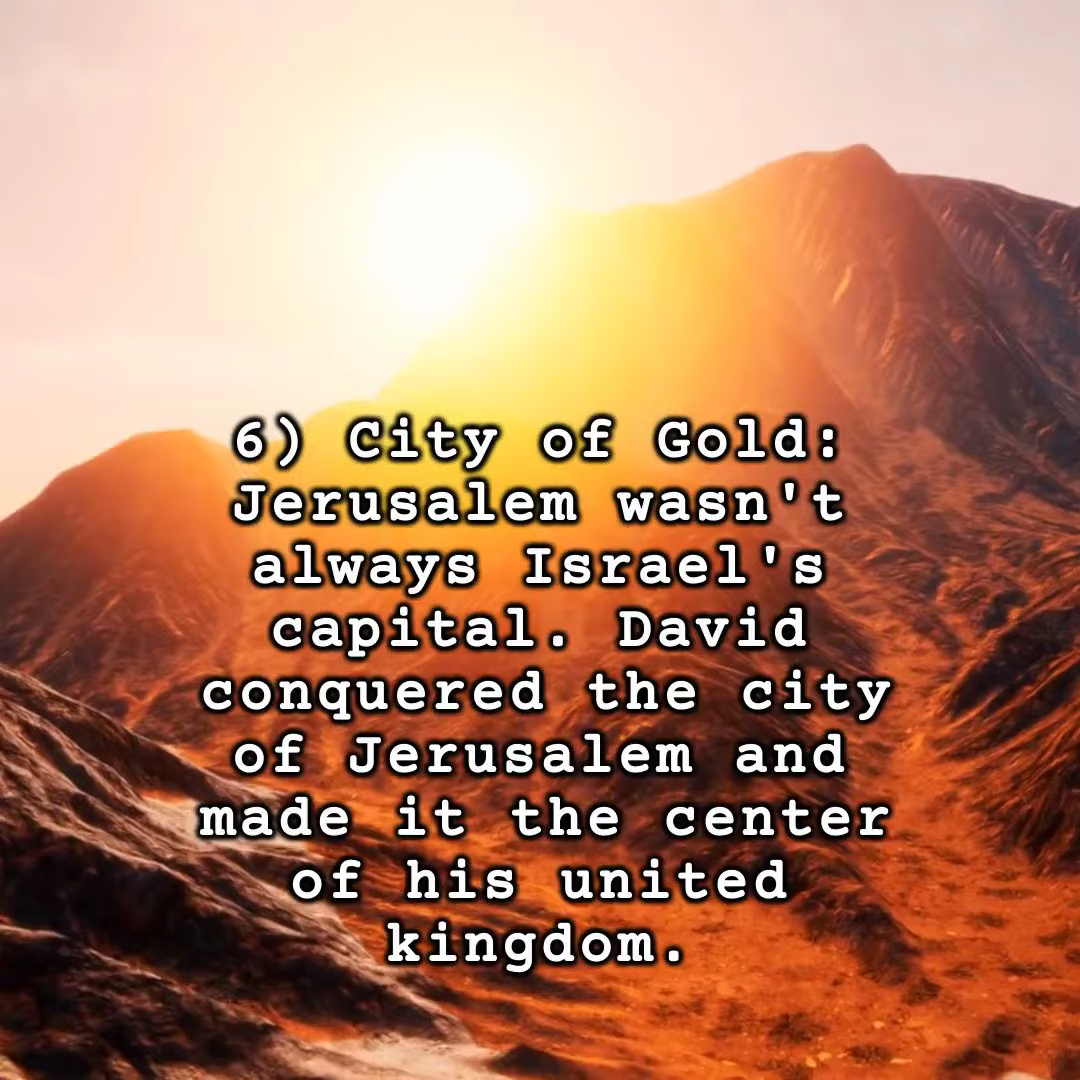 6) City of Gold:
Jerusalem wasn't
always Israel's
capital. David
conquered the city
of Jerusalem and
made it the center
of his united
kingdom.